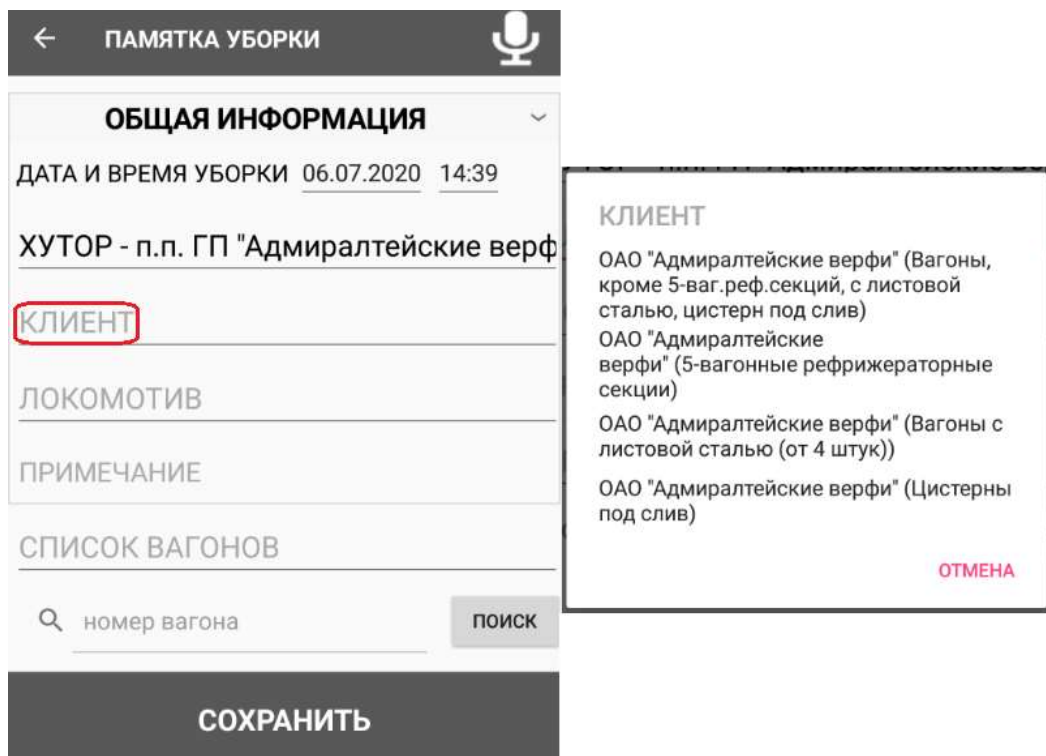 ПАМЯТКА УБОРКИ
ОБЩАЯ ИНФОРМАЦИЯ
ДАТА И ВРЕМЯ УБОРКИ 06.07.2020 14:39
ХУТОР - п.п. ГП "Адмиралтейские верф
КЛИЕНТ
ЛОКОМОТИВ
ПРИМЕЧАНИЕ
СПИСОК ВАГОНОВ
номер вагона ПОИСК
СОХРАНИТЬ
КЛИЕНТ
ОАО "Адмиралтейские верфи" (Вагоны,
кроме 5-ваг.реф.секций, с листовой
сталью, цистерн под слив)
ОАО "Адмиралтейские
верфи" (5-вагонные рефрижераторные
секции)
ОАО "Адмиралтейские верфи" (Вагоны с
листовой сталью (от 4 штук))
ОАО "Адмиралтейские верфи" (Цистерны
под слив)
ОТМЕНА